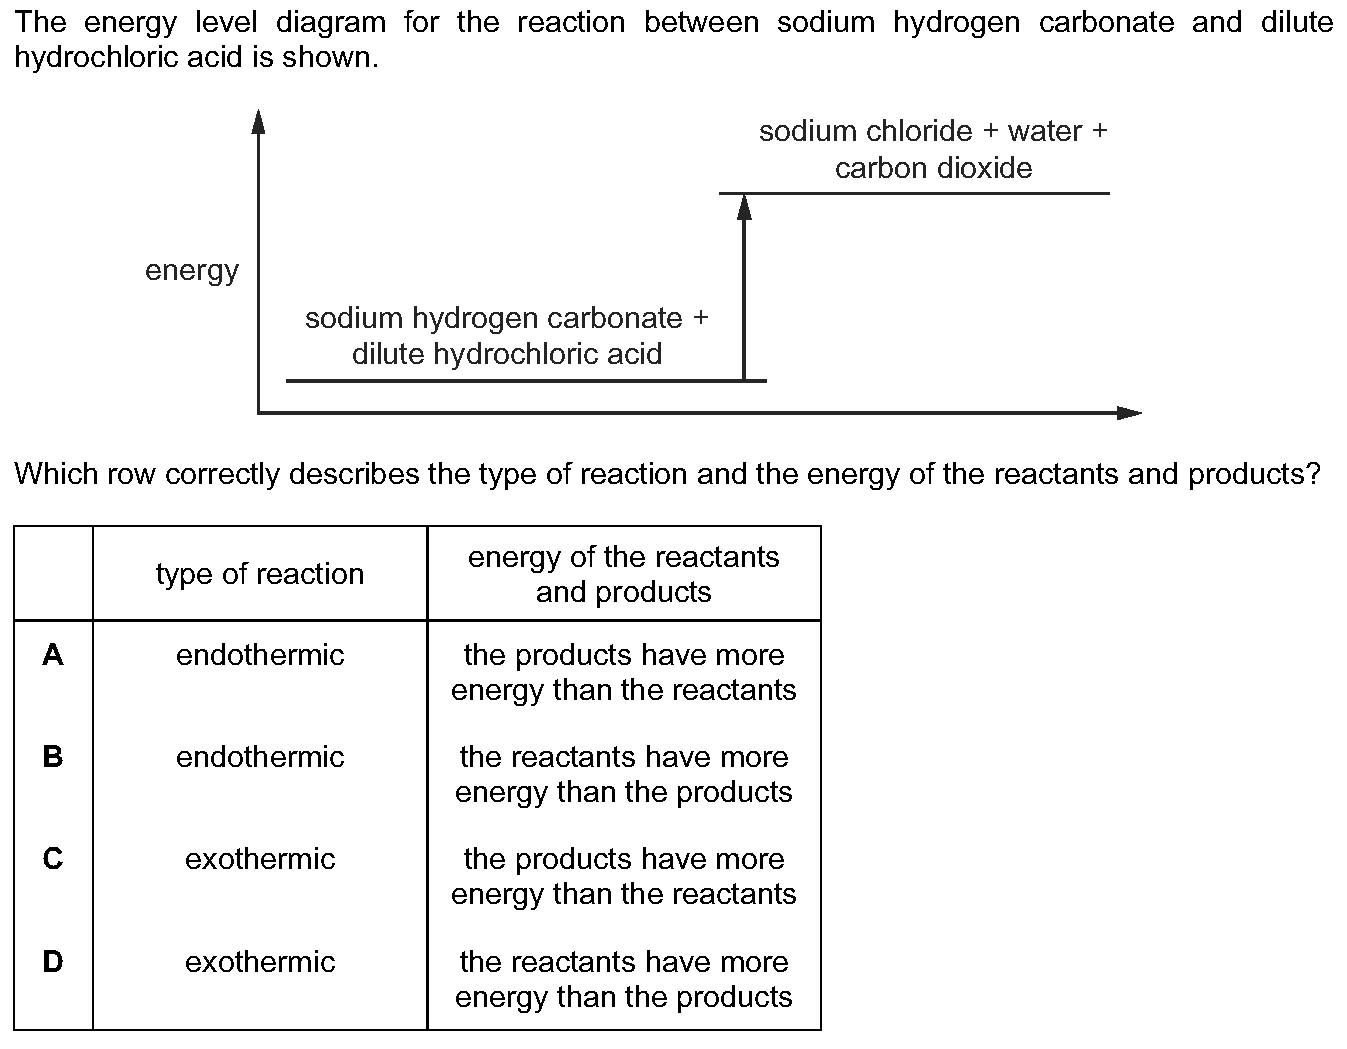 The energy level diagram for the reaction between sodium hydrogen carbonate and dilute
hydrochloric acid is shown.
sodium chloride + water +
carbon dioxide
energy
sodium hydrogen carbonate +
dilute hydrochloric acid
Which row correctly describes the type of reaction and the energy of the reactants and products?
type of reaction
energy of the reactants
and products
A endothermic the products have more
energy than the reactants
B endothermic the reactants have more
energy than the products
C exothermic the products have more
energy than the reactants
D exothermic the reactants have more
energy than the products